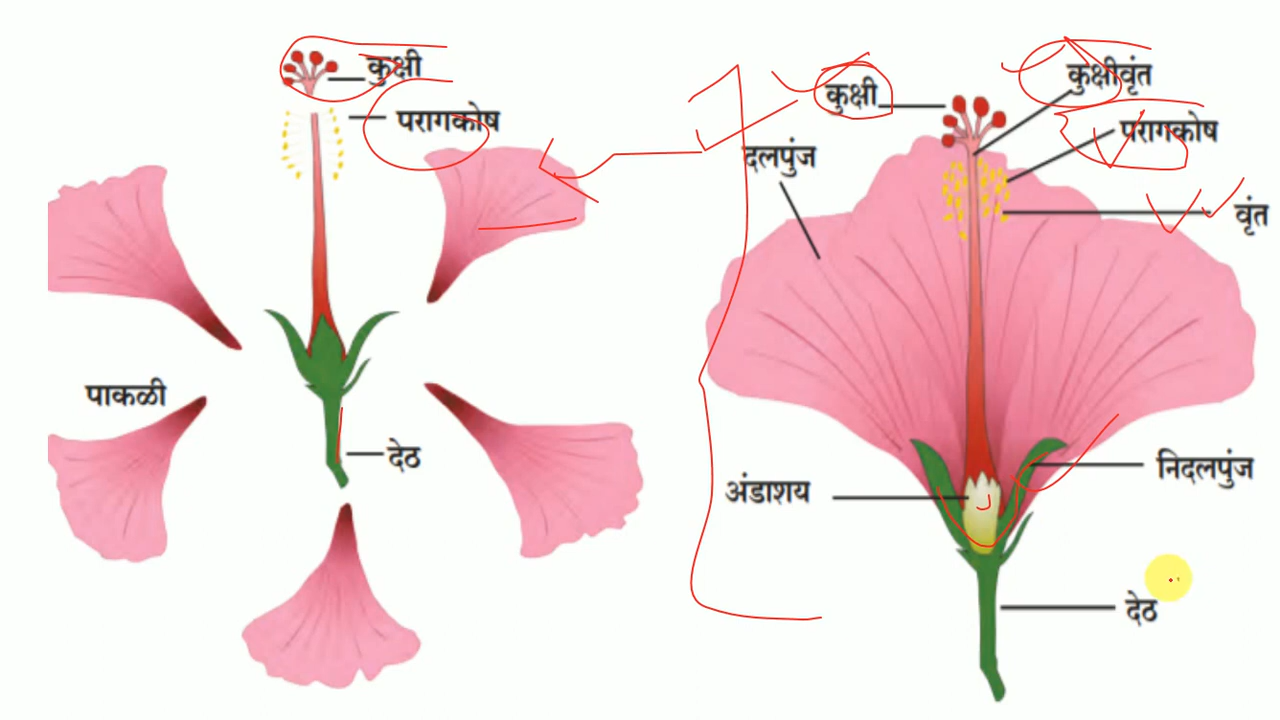 कुक्षी
परागकोष
पाकळी
देठ
कुक्षी
कुक्षीवृंत
परागकोष
दलपुंज
वृंत
निदलपुंज
अंडाशय
देठ